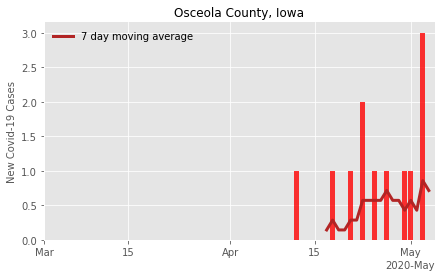 Osceola County, Iowa
7 day moving average
New Covid-19 Cases
3.0
2.5
2.0
1.5
1.0
0.5
0.0
Mar 15 Apr 15 May
2020-May